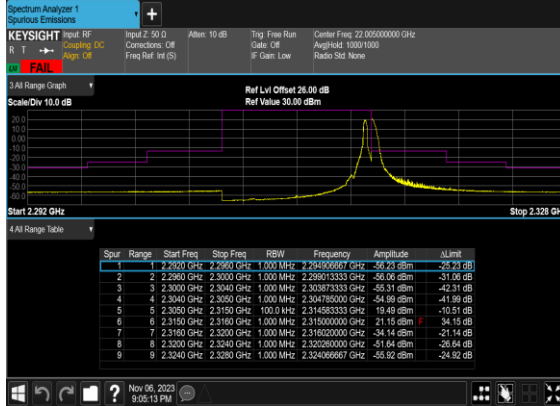 Spectrum Analyzer 1
Spurious Emissions
+
KEYSIGHT Input: RF Input Z: 50 Ω Atten: 10 dB Trig: Free Run Center Freq: 22.005000000 GHz
R T Coupling: DC Corrections: Off Gate: Off Avg|Hold: 1000/1000
Align: Off Freq Ref: Int (S) IF Gain: Low Radio Std: None
LXI FAIL
3 All Range Graph
Ref Lvl Offset 26.00 dB
Scale/Div 10.0 dB Ref Value 30.00 dBm
20.0
10.0
0.00
-10.0
-20.0
-30.0
-40.0
-50.0
-60.0
Start 2.292 GHz Stop 2.328 GH
4 All Range Table
Spur Range Start Freq Stop Freq RBW Frequency Amplitude ΔLimit
1 1 2.2920 GHz 2.2960 GHz 1.000 MHz 2.294906667 GHz -56.23 dBm -25.23 dB
2 2 2.2960 GHz 2.3000 GHz 1.000 MHz 2.299013333 GHz -56.06 dBm -31.06 dB
3 3 2.3000 GHz 2.3040 GHz 1.000 MHz 2.303873333 GHz -55.31 dBm -42.31 dB
4 4 2.3040 GHz 2.3050 GHz 1.000 MHz 2.304785000 GHz -54.99 dBm -41.99 dB
5 5 2.3050 GHz 2.3150 GHz 100.0 kHz 2.314583333 GHz 19.49 dBm -10.51 dB
6 6 2.3150 GHz 2.3160 GHz 1.000 MHz 2.315000000 GHz 21.15 dBm F 34.15 dB
7 7 2.3160 GHz 2.3200 GHz 1.000 MHz 2.316020000 GHz -34.14 dBm -21.14 dB
8 8 2.3200 GHz 2.3240 GHz 1.000 MHz 2.320260000 GHz -51.64 dBm -26.64 dB
9 9 2.3240 GHz 2.3280 GHz 1.000 MHz 2.324066667 GHz -55.92 dBm -24.92 dB
? Nov 06, 2023
9:05:13 PM